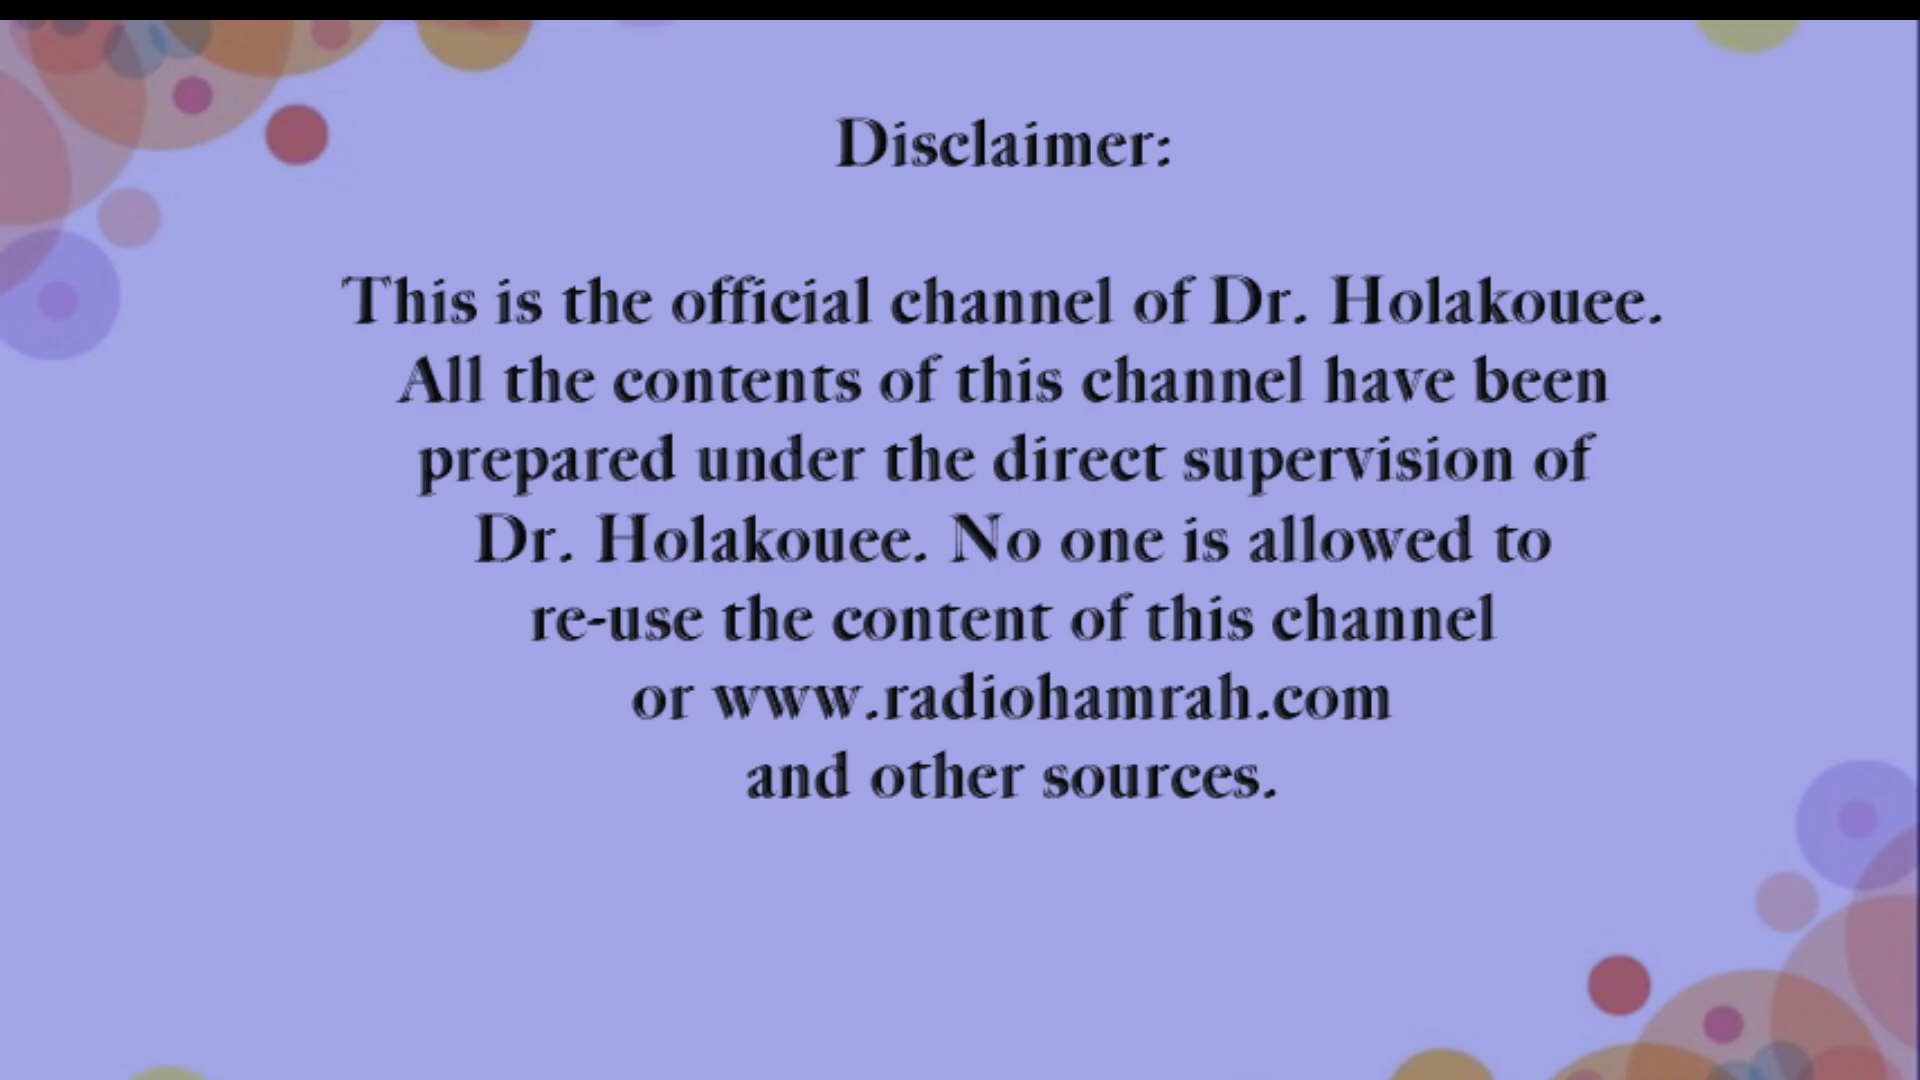 Disclaimer:
This is the official channel of Dr. Holakouee.
All the contents of this channel have been
prepared under the direct supervision of
Dr. Holakouee. No one is allowed to
re-use the content of this channel
or www.radiohamrah.com
and other sources.